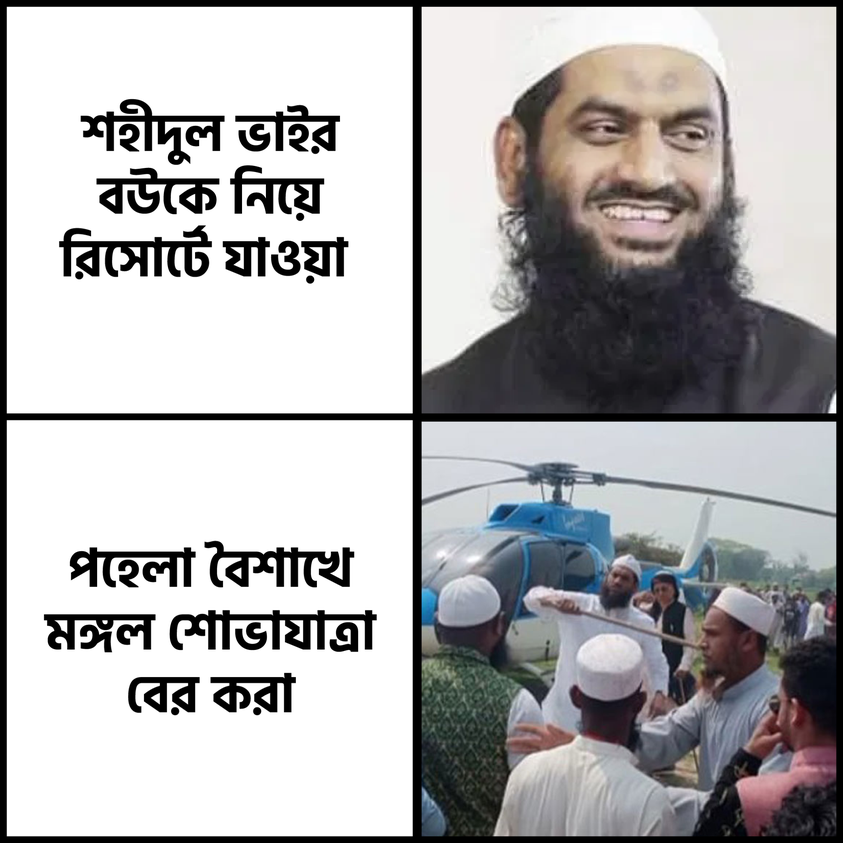 শহীদুল ভাইর
বউকে নিয়ে
রিসোর্টে যাওয়া
পহেলা বৈশাখে
মঙ্গল শোভাযাত্রা
বের করা